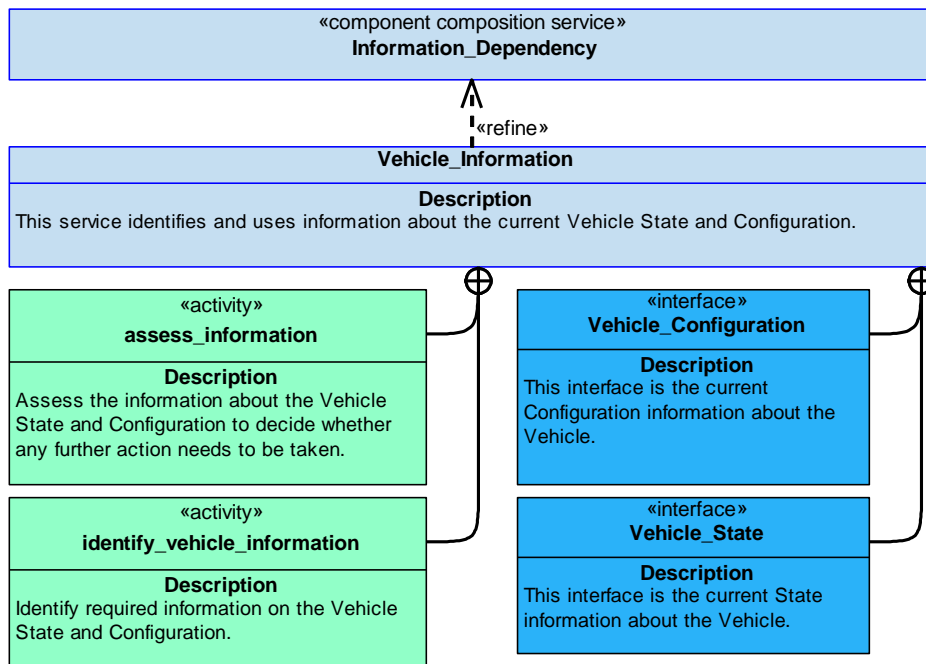 «component composition service»
Information_Dependency
«refine»
Vehicle_Information
Description
This service identifies and uses information about the current Vehicle State and Configuration.
«activity»
assess_information
Description
Assess the information about the Vehicle
State and Configuration to decide whether
any further action needs to be taken.
«activity»
identify_vehicle_information
Description
Identify required information on the Vehicle
State and Configuration.
«interface»
Vehicle_Configuration
Description
This interface is the current
Configuration information about the
Vehicle.
«interface»
Vehicle_State
Description
This interface is the current State
information about the Vehicle.